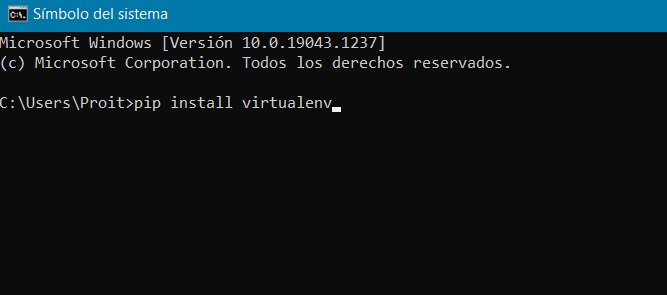 Símbolo del sistema
Microsoft Windows [Versión 10.0.19043.1237]
(c) Microsoft Corporation. Todos los derechos reservados.
C:\Users\Proit>pip install virtualenv